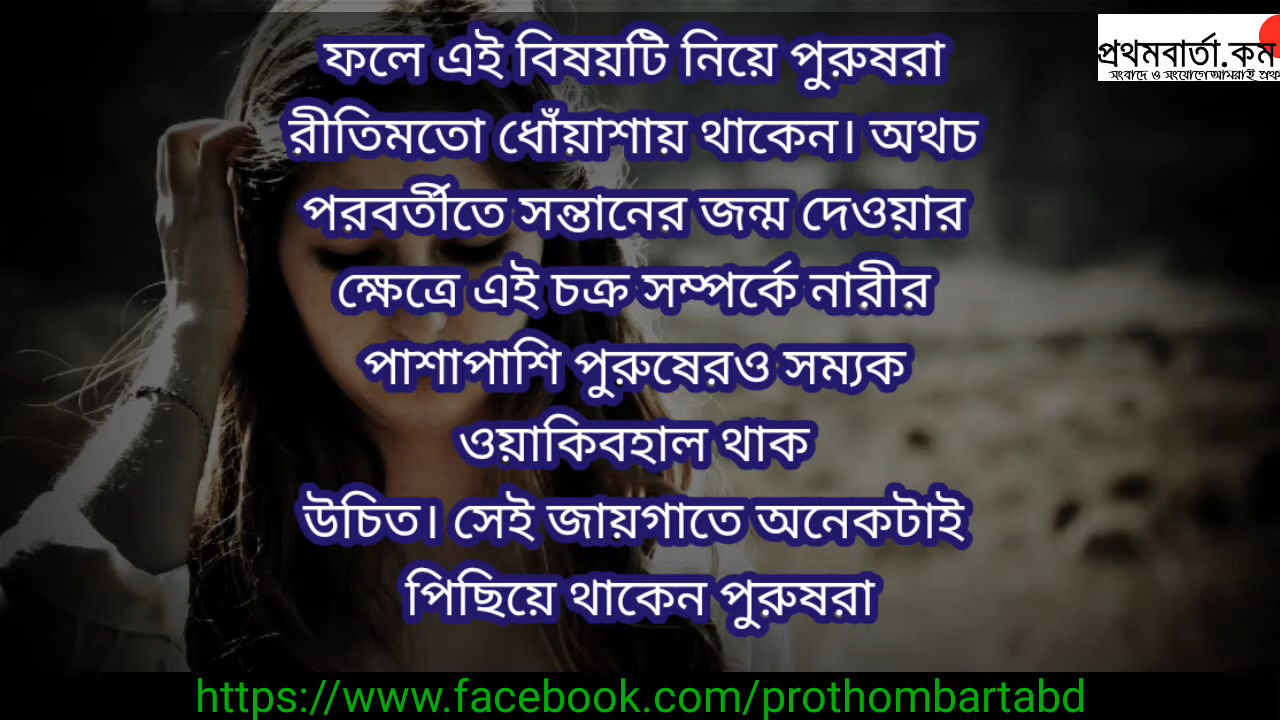 প্রথমবার্তা.কম
ফলে এই বিষয়টি নিয়ে পুরুষরা
রীতিমতো ধোঁয়াশায় থাকেন। অথচ
পরবর্তীতে সন্তানের জন্ম দেওয়ার
ক্ষেত্রে এই চক্র সম্পর্কে নারীর
পাশাপাশি পুরুষেরও সম্যক
ওয়াকিবহাল থাক
উচিত। সেই জায়গাতে অনেকটাই
পিছিয়ে থাকেন পুরুষরা
https://www.facebook.com/prothombartabd